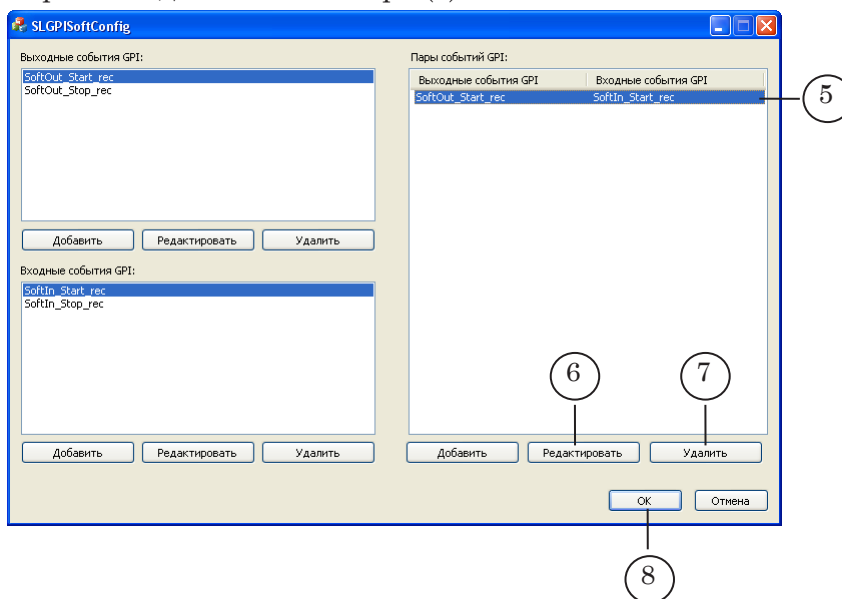 SLGPISoftConfig
Выходные события GPI:
SoftOut_Start_rec
SoftOut_Stop_rec
Добавить Редактировать Удалить
Входные события GPI:
SoftIn_Start_rec
SoftIn_Stop_rec
Добавить Редактировать Удалить
Пары событий GPI:
Выходные события GPI Входные события GPI
SoftOut_Start_rec SoftIn_Start_rec
5
6
7
Добавить Редактировать Удалить
OK Отмена
8